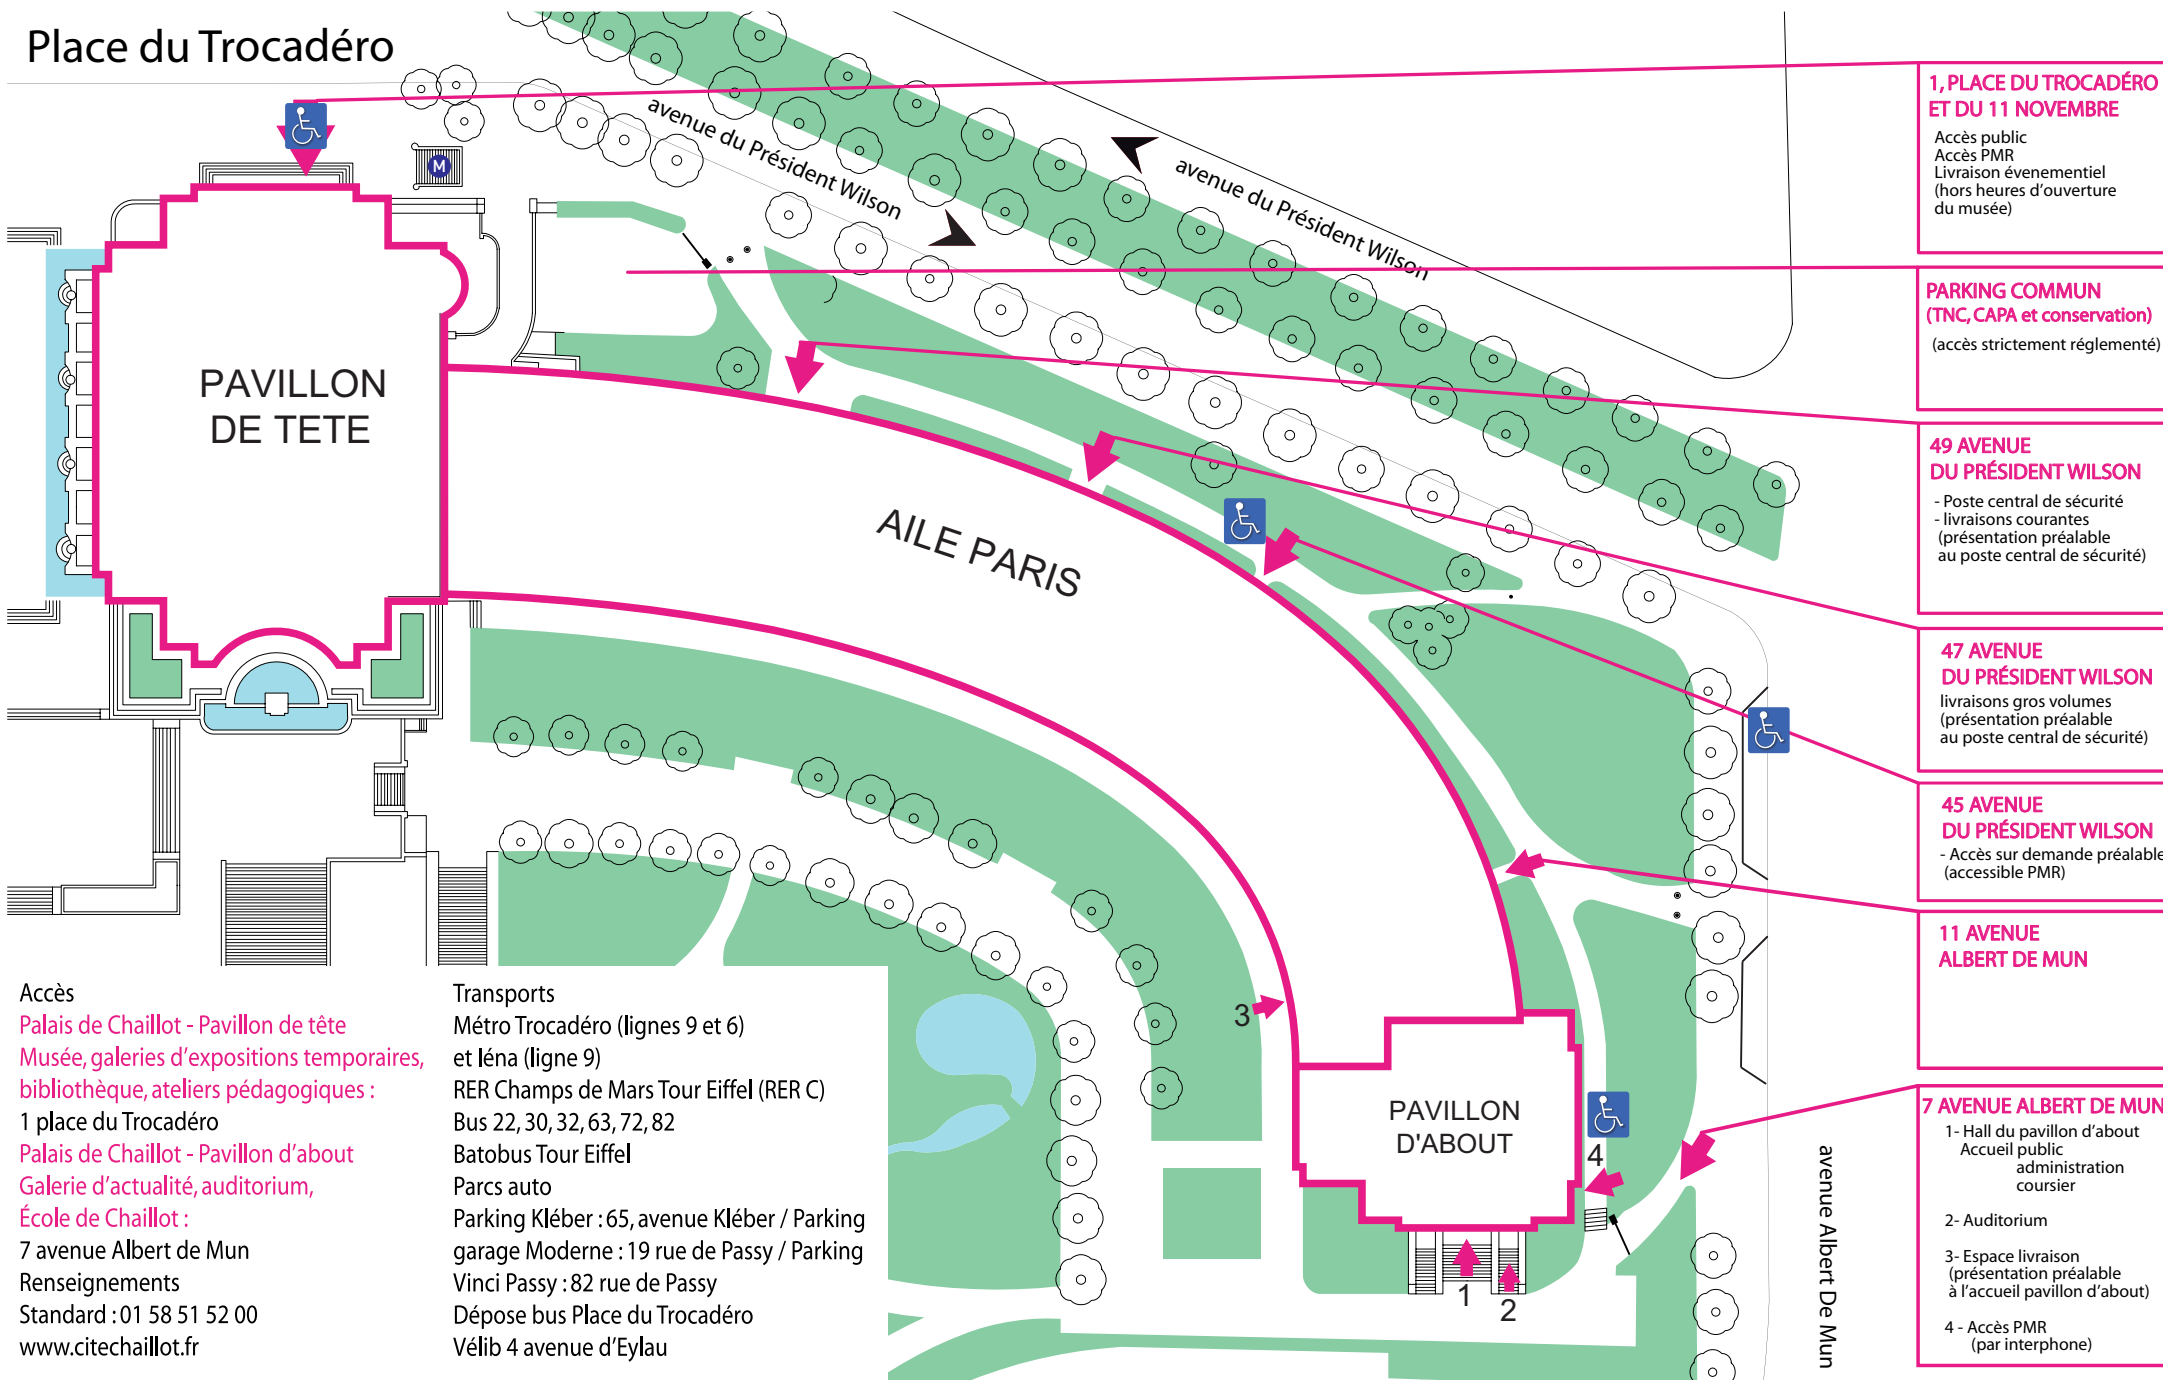 Place du Trocadéro
M
avenue du Président Wilson
avenue du Président Wilson
PAVILLON
DE TETE
AILE PARIS
PAVILLON
D'ABOUT
3
4
1
2
avenue Albert De Mun
1, PLACE DU TROCADÉRO
ET DU 11 NOVEMBRE
Accès public
Accès PMR
Livraison évenementiel
(hors heures d'ouverture
du musée)
PARKING COMMUN
(TNC, CAPA et conservation)
(accès strictement réglementé)
49 AVENUE
DU PRÉSIDENT WILSON
- Poste central de sécurité
- livraisons courantes
(présentation préalable
au poste central de sécurité)
47 AVENUE
DU PRÉSIDENT WILSON
livraisons gros volumes
(présentation préalable
au poste central de sécurité)
45 AVENUE
DU PRÉSIDENT WILSON
- Accès sur demande préalable
(accessible PMR)
11 AVENUE
ALBERT DE MUN
7 AVENUE ALBERT DE MUN
1- Hall du pavillon d'about
Accueil public
administration
coursier
2- Auditorium
3- Espace livraison
(présentation préalable
à l'accueil pavillon d'about)
4 - Accès PMR
(par interphone)
Accès
Palais de Chaillot - Pavillon de tête
Musée, galeries d'expositions temporaires,
bibliothèque, ateliers pédagogiques :
1 place du Trocadéro
Palais de Chaillot - Pavillon d'about
Galerie d'actualité, auditorium,
École de Chaillot :
7 avenue Albert de Mun
Renseignements
Standard : 01 58 51 52 00
www.citechaillot.fr
Transports
Métro Trocadéro (lignes 9 et 6)
et Iéna (ligne 9)
RER Champs de Mars Tour Eiffel (RER C)
Bus 22, 30, 32, 63, 72, 82
Batobus Tour Eiffel
Parcs auto
Parking Kléber : 65, avenue Kléber / Parking
garage Moderne : 19 rue de Passy / Parking
Vinci Passy : 82 rue de Passy
Dépose bus Place du Trocadéro
Vélib 4 avenue d'Eylau